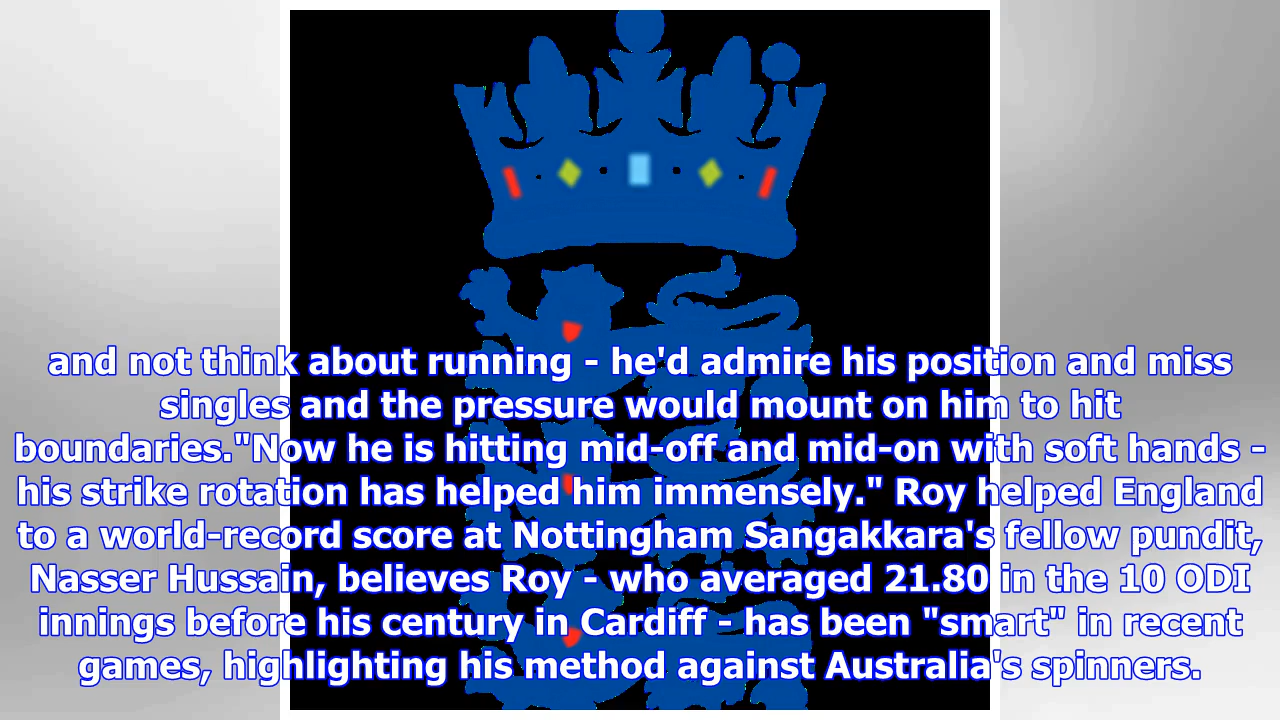 and not think about running - he'd admire his position and miss
singles and the pressure would mount on him to hit
boundaries."Now he is hitting mid-off and mid-on with soft hands -
his strike rotation has helped him immensely." Roy helped England
to a world-record score at Nottingham Sangakkara's fellow pundit,
Nasser Hussain, believes Roy - who averaged 21.80 in the 10 ODI
innings before his century in Cardiff - has been "smart" in recent
games, highlighting his method against Australia's spinners.